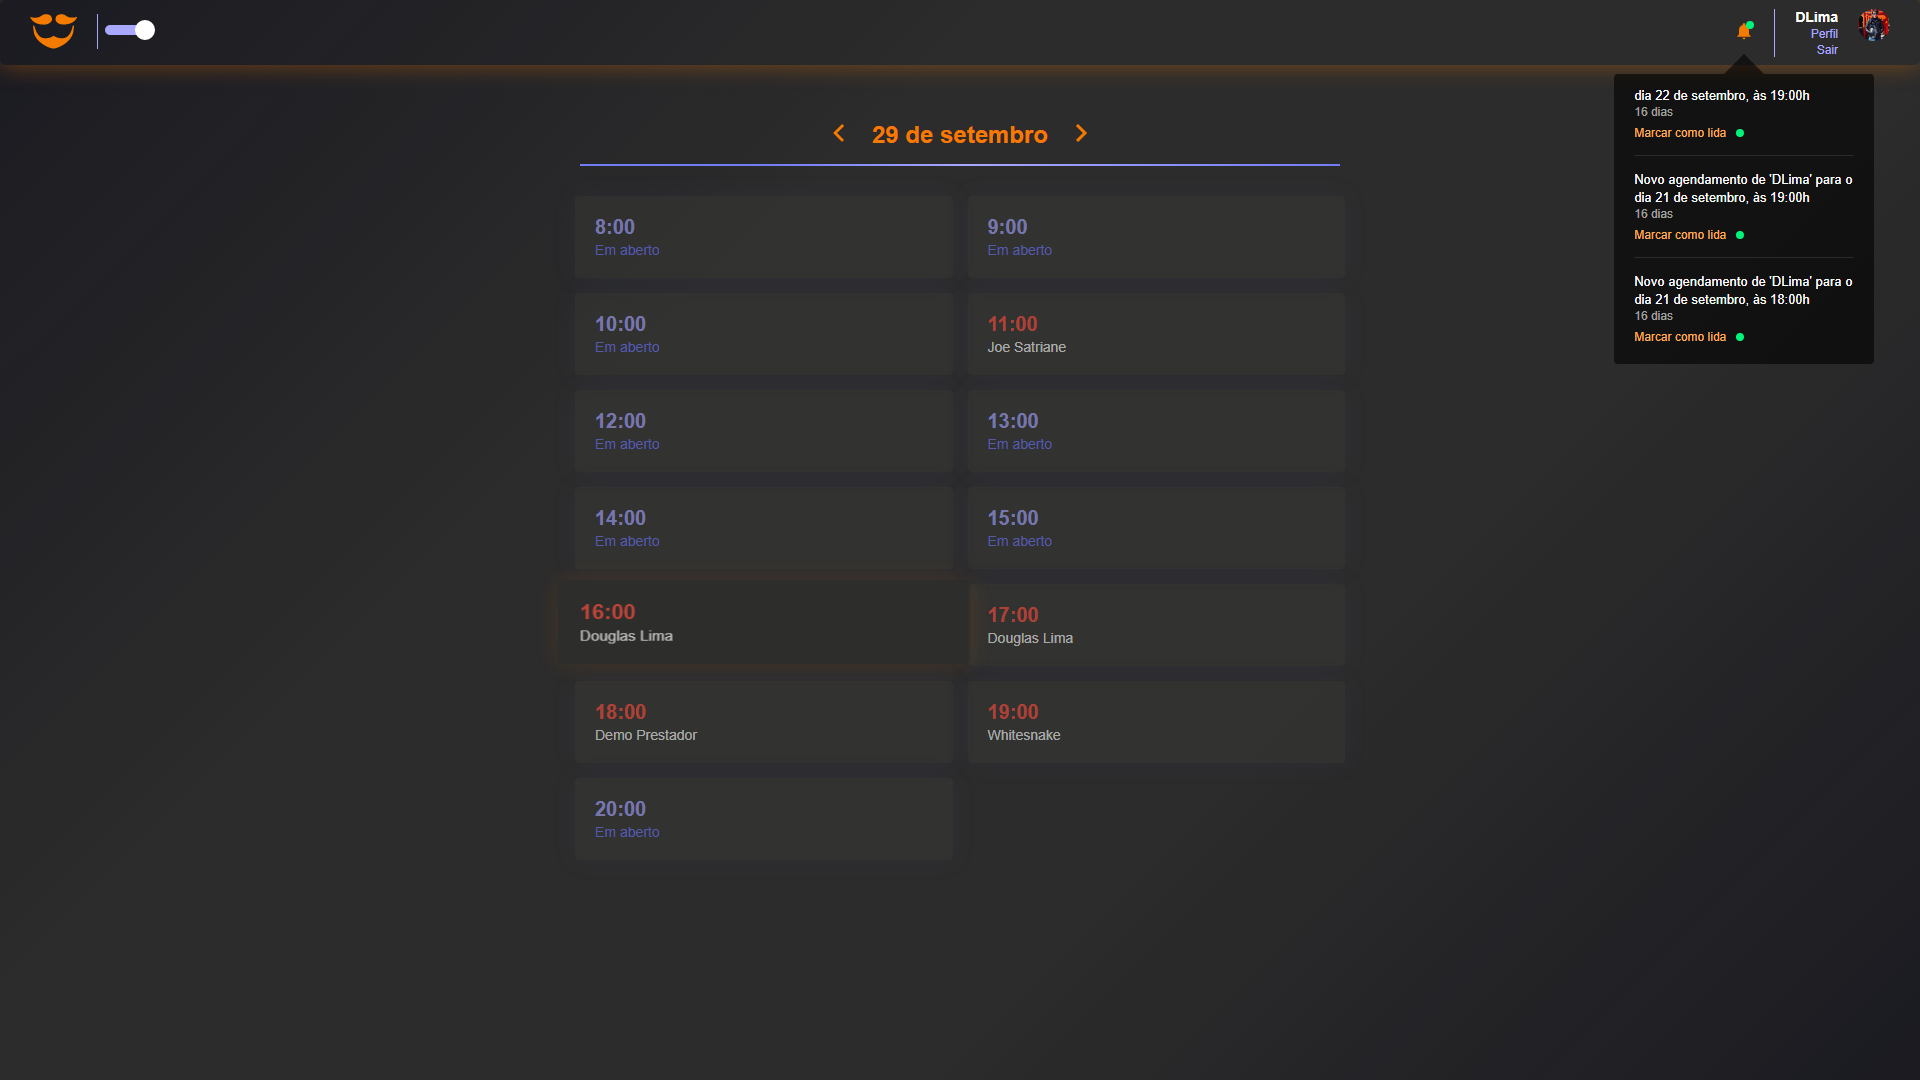 DLima
Perfil
Sair
29 de setembro
8:00
Em aberto
9:00
Em aberto
10:00
Em aberto
11:00
Joe Satriane
12:00
Em aberto
13:00
Em aberto
14:00
Em aberto
15:00
Em aberto
16:00
Douglas Lima
17:00
Douglas Lima
18:00
Demo Prestador
19:00
Whitesnake
20:00
Em aberto
dia 22 de setembro, às 19:00h
16 dias
Marcar como lida
Novo agendamento de 'DLima' para o
dia 21 de setembro, às 19:00h
16 dias
Marcar como lida
Novo agendamento de 'DLima' para o
dia 21 de setembro, às 18:00h
16 dias
Marcar como lida